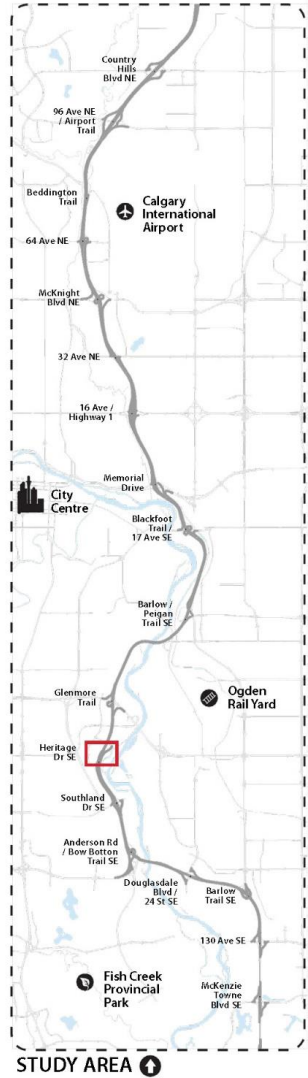 Country
Hills
Blvd NE
96 Ave NE
/ Airport
Trail
Beddington
Trail
Calgary
International
Airport
64 Ave NE
McKnight
Blvd NE
32 Ave NE
16 Ave /
Highway 1
Memorial
Drive
City
Centre
Blackfoot
Trail /
17 Ave SE
Barlow /
Peigan
Trail SE
Glenmore
Trail
Ogden
Rail Yard
Heritage
Dr SE
Southland
Dr SE
Anderson Rd
/ Bow Botton
Trail SE
Douglasdale
Blvd /
24 St SE
Barlow
Trail SE
130 Ave SE
Fish Creek
Provincial
Park
McKenzie
Towne
Blvd SE
STUDY AREA